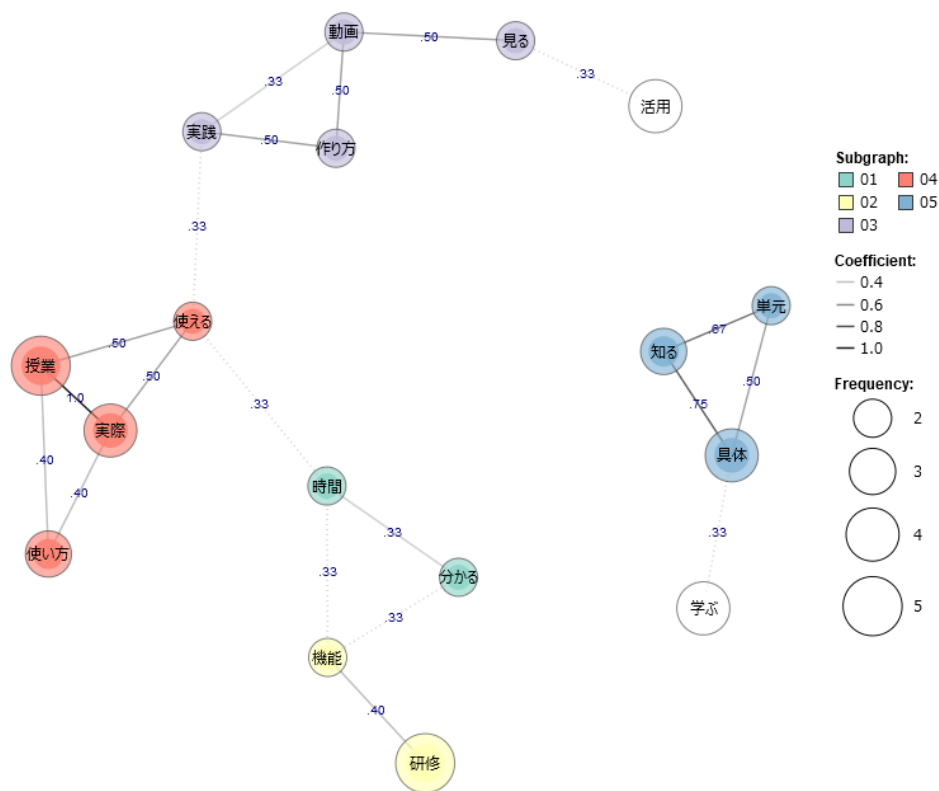 動画
.50
見る
.33
.33
.50
活用
実践
.50
作り方
.33
使える
.50
授業
.50
1.0
実際
.33
.40
.40
使い方
時間
.33
.33
分かる
.33
機能
.40
研修
単元
.67
知る
.50
.75
具体
.33
学ぶ
Subgraph:
01
04
02
05
03
Coefficient:
0.4
0.6
0.8
1.0
Frequency:
2
3
4
5